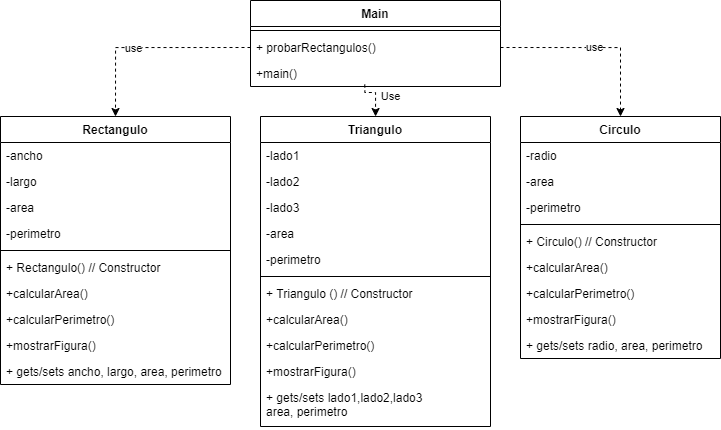 Main
+ probarRectangulos()
+main()
use
Use
use
Rectangulo
-ancho
-largo
-area
-perimetro
+ Rectangulo() // Constructor
+calcularArea()
+calcularPerimetro()
+mostrarFigura()
+ gets/sets ancho, largo, area, perimetro
Triangulo
-lado1
-lado2
-lado3
-area
-perimetro
+ Triangulo () // Constructor
+calcularArea()
+calcularPerimetro()
+mostrarFigura()
+ gets/sets lado1,lado2,lado3
area, perimetro
Circulo
-radio
-area
-perimetro
+ Circulo() // Constructor
+calcularArea()
+calcularPerimetro()
+mostrarFigura()
+ gets/sets radio, area, perimetro